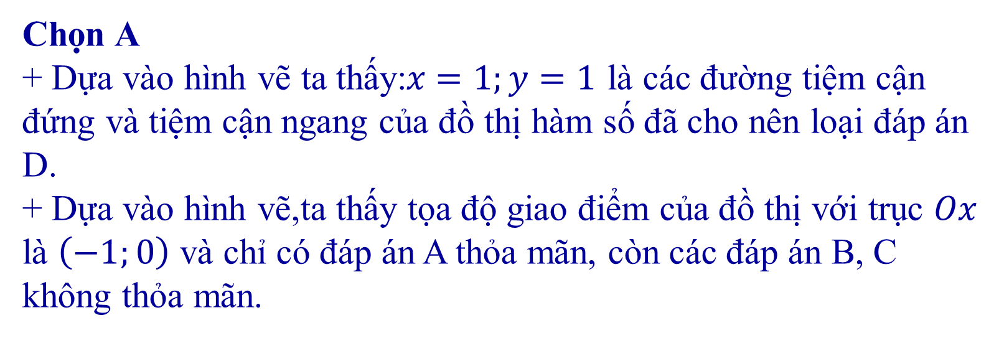 Chọn A
+ Dựa vào hình vẽ ta thấy:x = 1; y = 1 là các đường tiệm cận
đứng và tiệm cận ngang của đồ thị hàm số đã cho nên loại đáp án
D.
+ Dựa vào hình vẽ,ta thấy tọa độ giao điểm của đồ thị với trục Ox
là (−1; 0) và chỉ có đáp án A thỏa mãn, còn các đáp án B, C
không thỏa mãn.